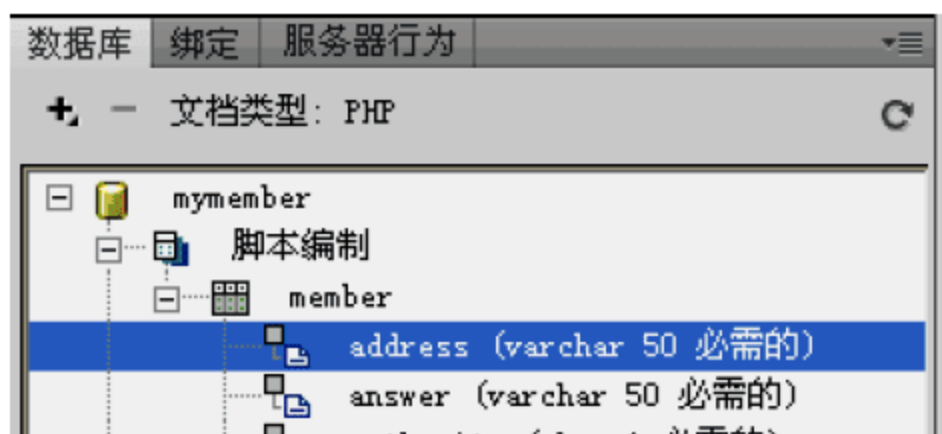 数据库 绑定 服务器行为
文档类型: PHP
mymember
脚本编制
member
address (varchar 50 必需的)
answer (varchar 50 必需的)